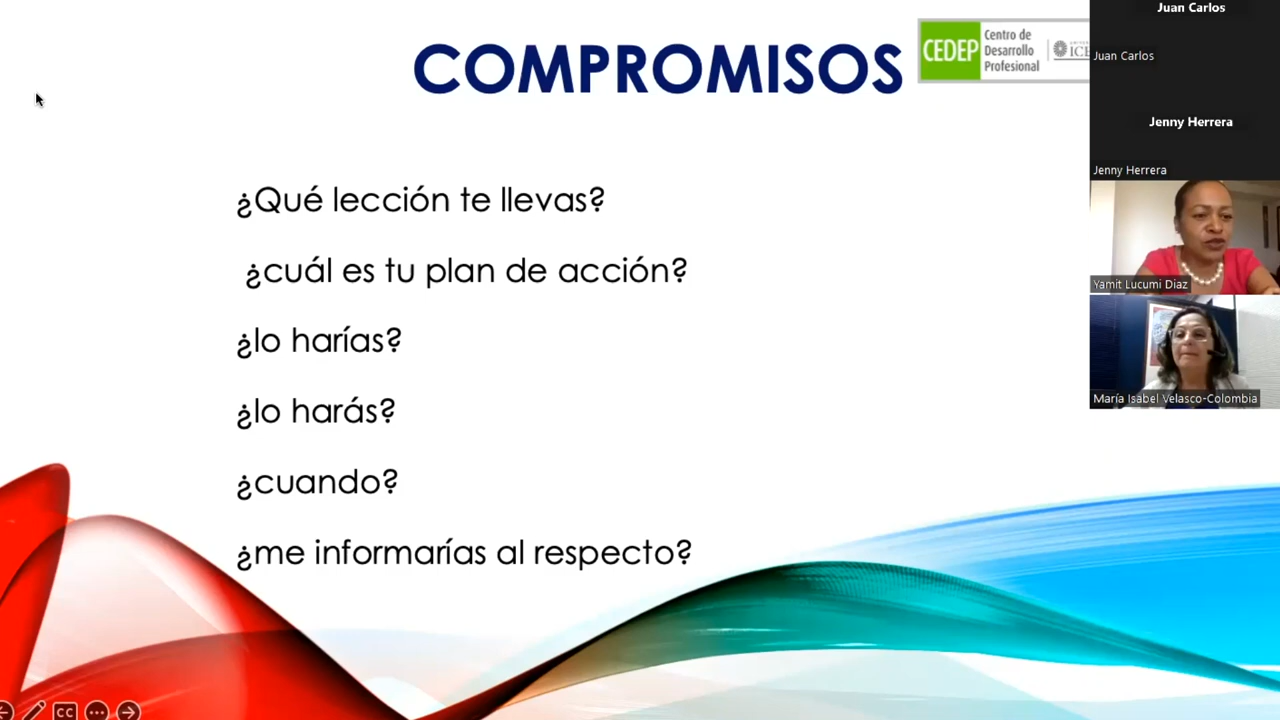 COMPROMISOS
CEDEP
Centro de
Desarrollo
Profesional
¿Qué lección te llevas?
¿cuál es tu plan de acción?
¿lo harías?
¿lo harás?
¿cuando?
¿me informarías al respecto?
Juan Carlos
Juan Carlos
Jenny Herrera
Jenny Herrera
Yamit Lucumi Diaz
María Isabel Velasco-Colombia
CC